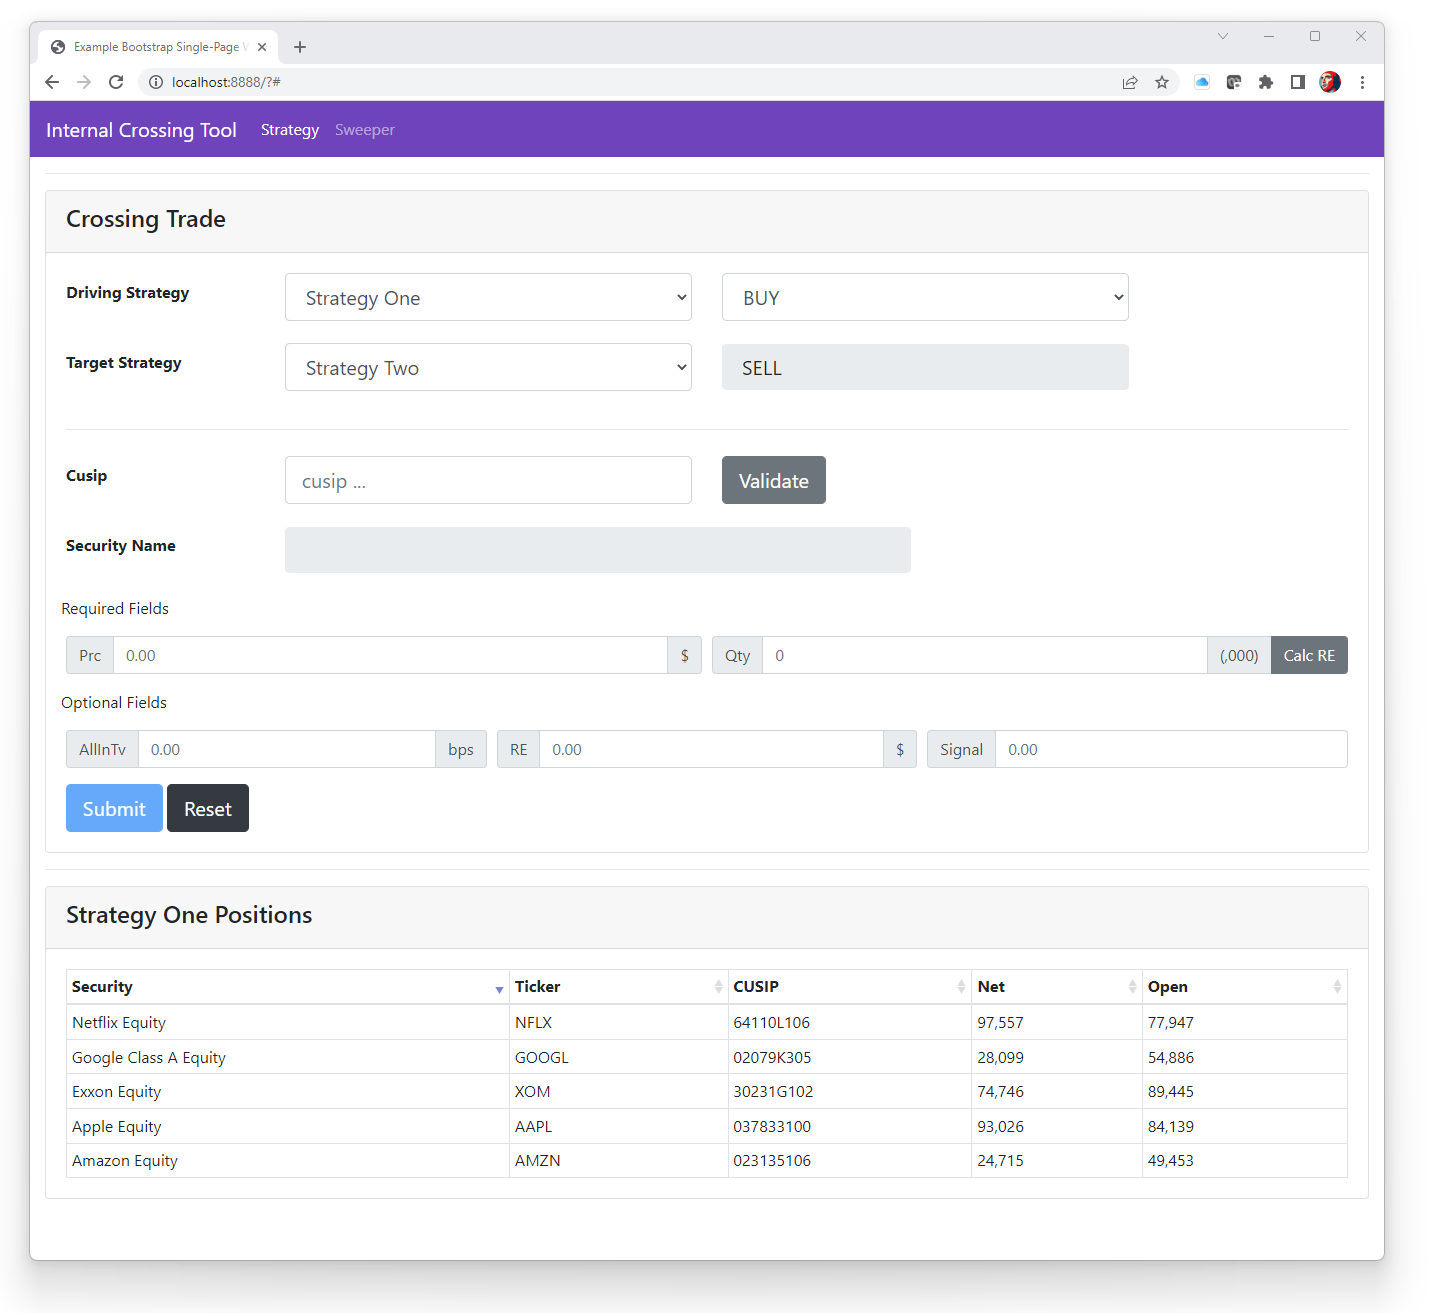 Example Bootstrap Single-Page
localhost:8888/?#
Internal Crossing Tool Strategy Sweeper
Crossing Trade
Driving Strategy Strategy One BUY
Target Strategy Strategy Two SELL
Cusip cusip ... Validate
Security Name
Required Fields
Prc 0.00 $ Qty 0 (,000) Calc RE
Optional Fields
AllInTv 0.00 bps RE 0.00 $ Signal 0.00
Submit Reset
Strategy One Positions
Security Ticker CUSIP Net Open
Netflix Equity NFLX 64110L106 97,557 77,947
Google Class A Equity GOOGL 02079K305 28,099 54,886
Exxon Equity XOM 30231G102 74,746 89,445
Apple Equity AAPL 037833100 93,026 84,139
Amazon Equity AMZN 023135106 24,715 49,453